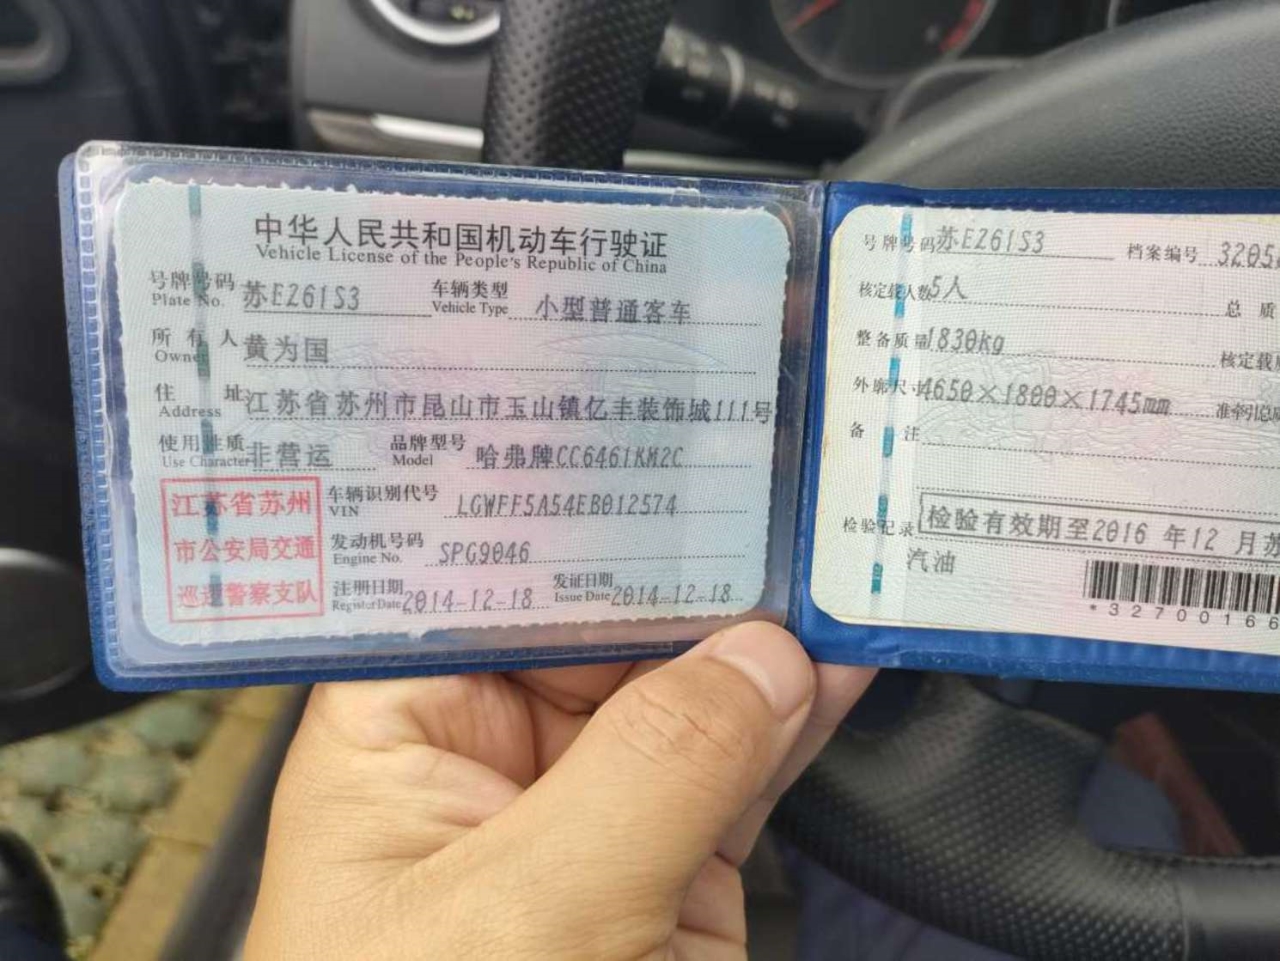 中华人民共和国机动车行驶证
Vehicle License of the People's Republic of China
号牌号码 苏EZ61S3 车辆类型 小型普通客车
Plate No. Vehicle Type
所有人 黄为国
Owner
住址 江苏省苏州市昆山市玉山镇亿丰装饰城111号
Address
使用性质 非营运 品牌型号 哈弗牌CC6461KM2C
Use Character Model
江苏省苏州
市公安局交通
巡逻警察支队
车辆识别代号 LGWFF5A54EB012574
VIN
发动机号码 SPG9046
Engine No.
注册日期 2014-12-18 发证日期 2014-12-18
Register Date Issue Date
号牌号码 苏EZ61S3 档案编号 3205
核定载人数 5人 总质
整备质量 1830kg 核定载
外廓尺寸 4650×1800×1745mm 准牵引总
备注
检验记录 检验有效期至2016 年12 月苏
汽油
*32700166